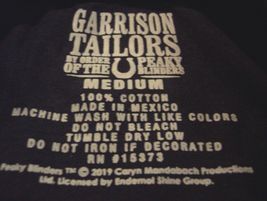 GARRISON
TAILORS
BY ORDER PEAKY
OF THE BLINDERS
MEDIUM
100% COTTON
MADE IN MEXICO
MACHINE WASH WITH LIKE COLORS
DO NOT BLEACH
TUMBLE DRY LOW
DO NOT IRON IF DECORATED
RN #15373
Peaky Blinders™ © 2019 Caryn Mandabach Productions
Ltd. Licensed by Endemol Shine Group.